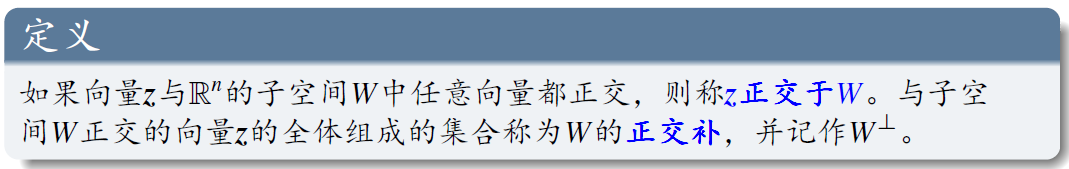 定义
如果向量z与ℝⁿ的子空间W中任意向量都正交，则称z正交于W。与子空
间W正交的向量z的全体组成的集合称为W的正交补，并记作W⊥。